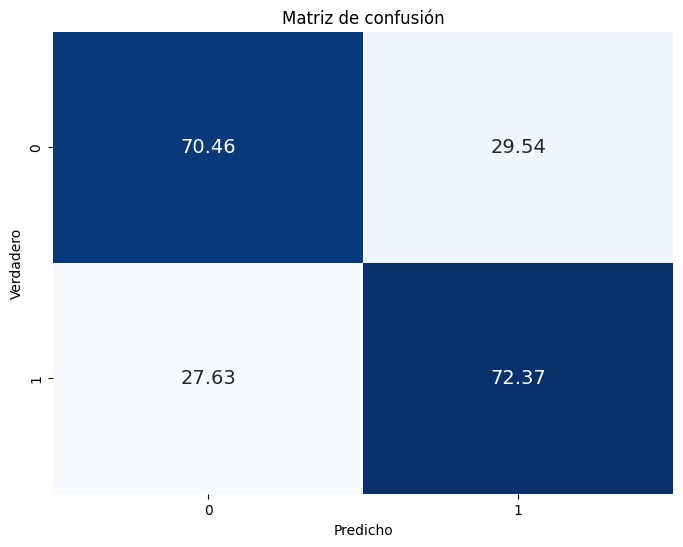 Matriz de confusión
Verdadero
0
70.46
29.54
1
27.63
72.37
0
1
Predicho